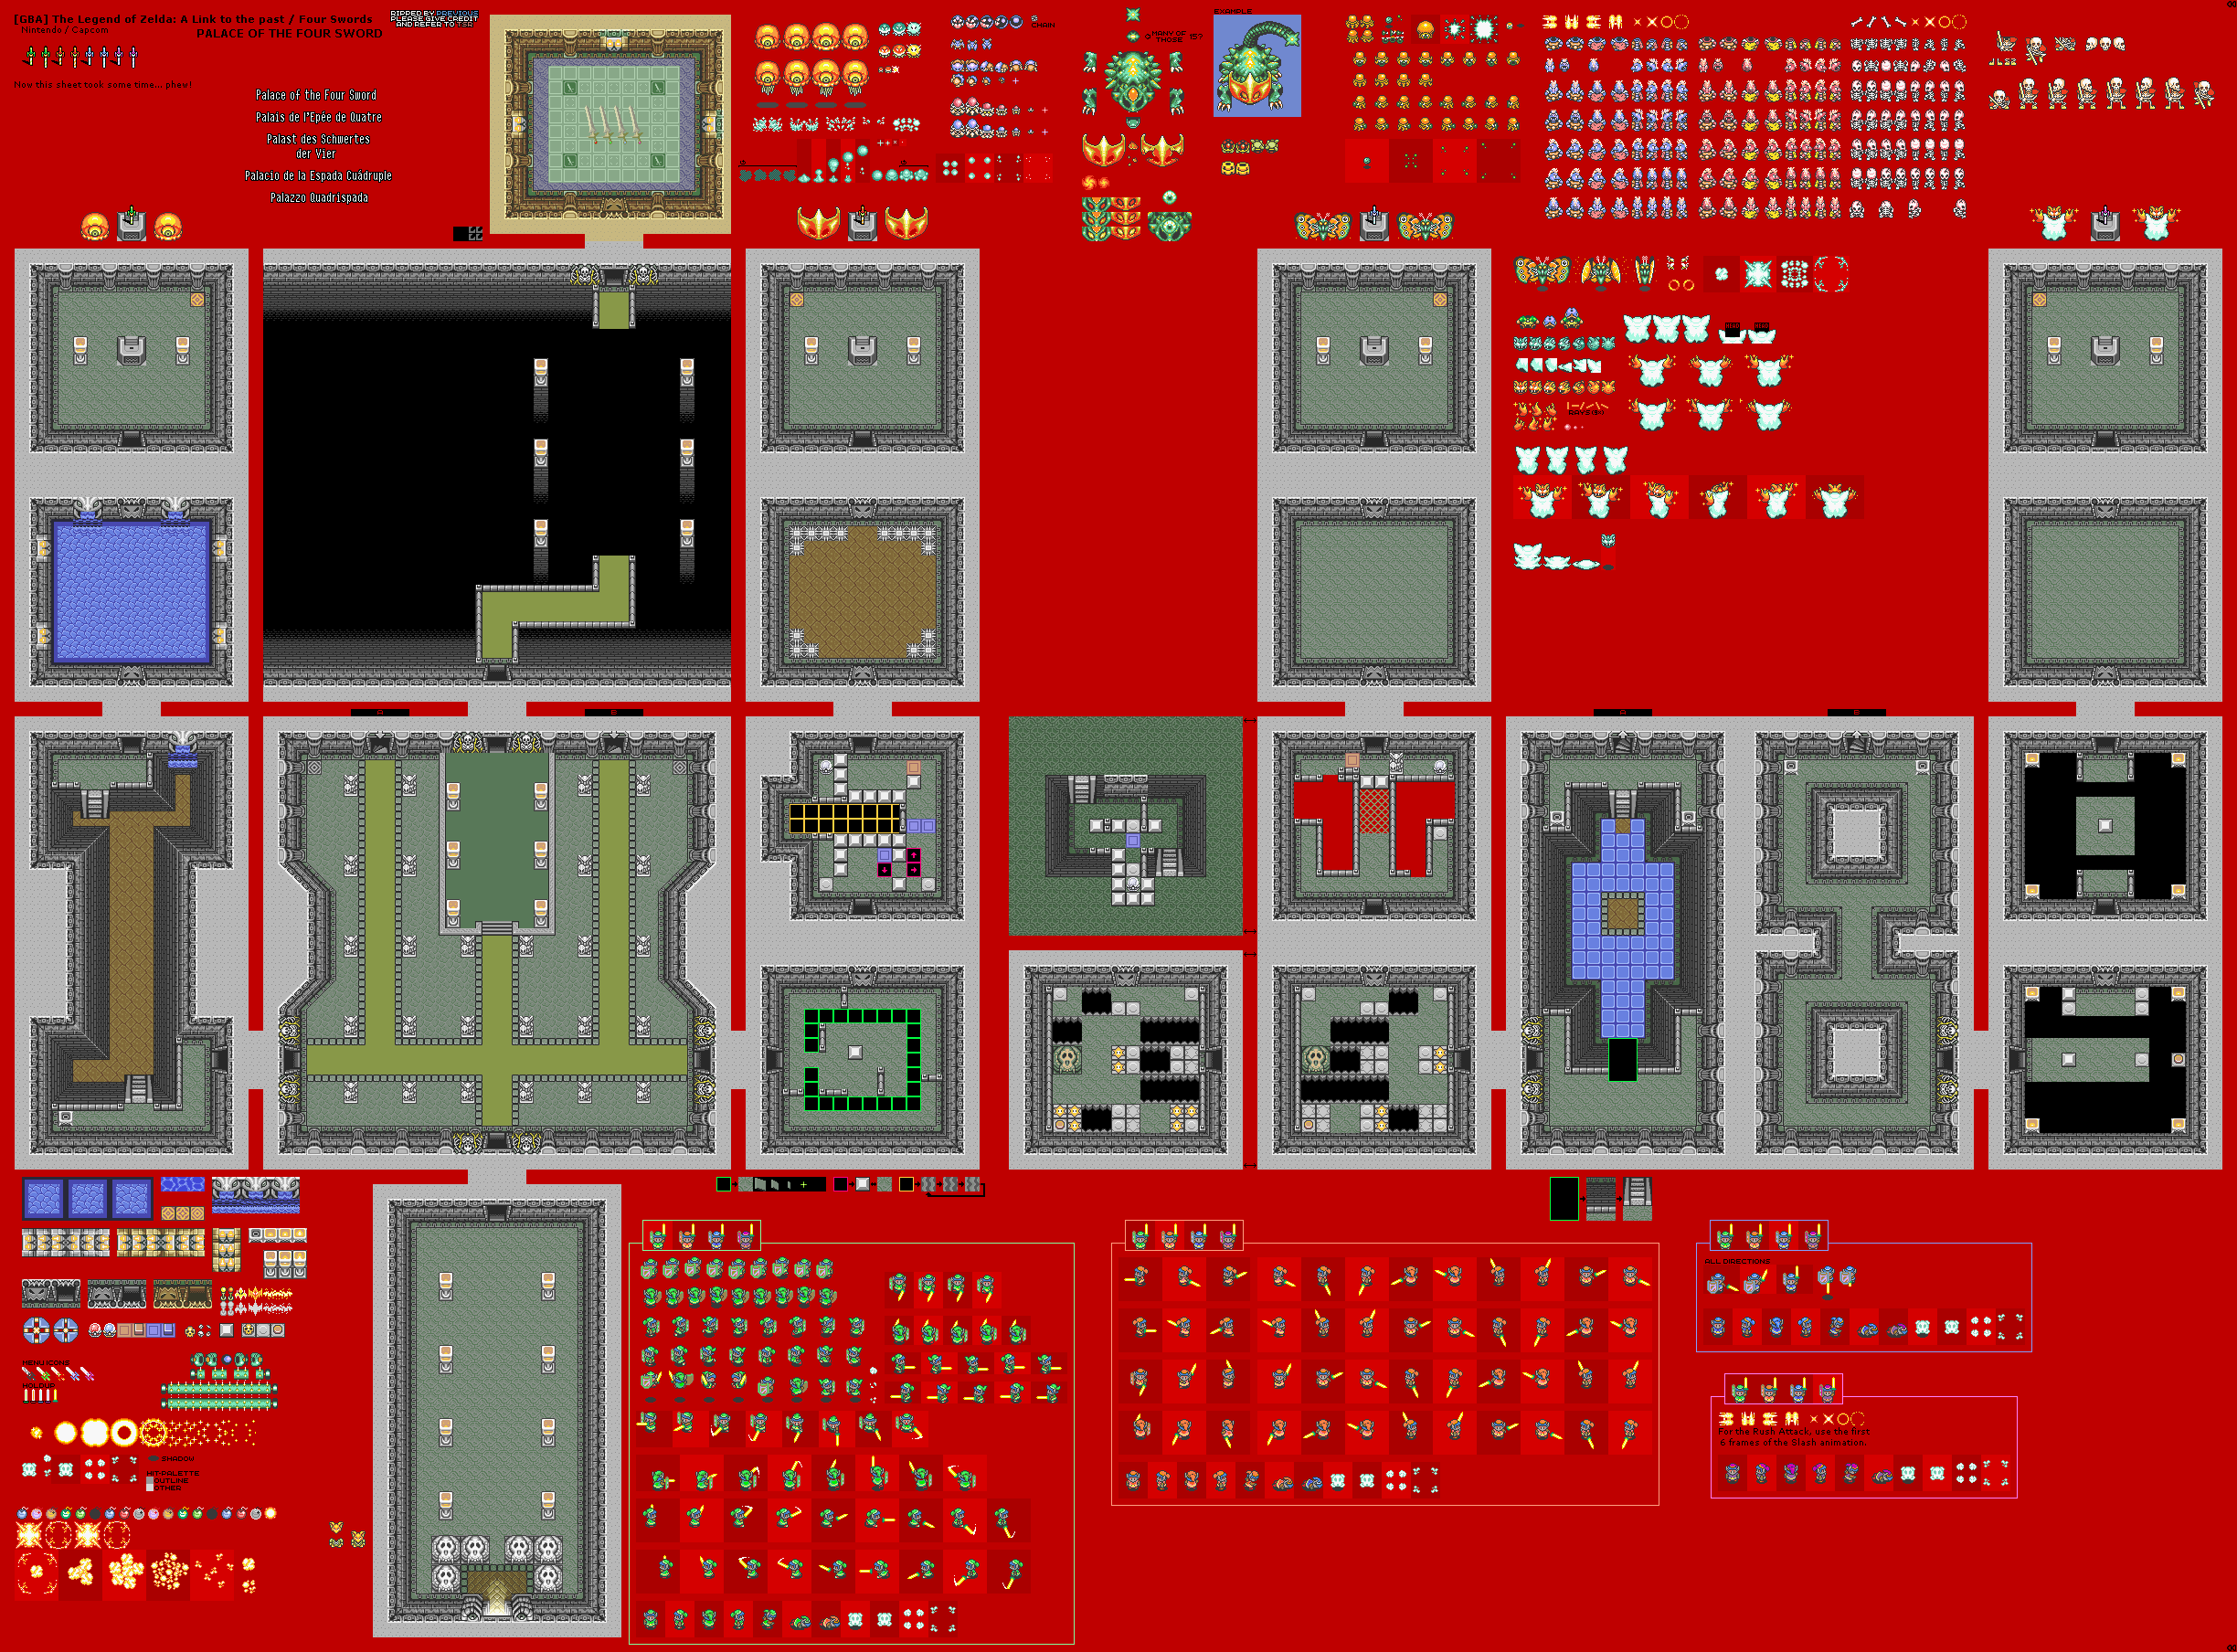 [GBA] The Legend of Zelda: A Link to the past / Four Swords
Nintendo / Capcom
PALACE OF THE FOUR SWORD
RIPPED BY PREVIOUS
PLEASE GIVE CREDIT
AND REFER TO TSR
Now this sheet took some time... phew!
Palace of the Four Sword
Palais de l'Epée de Quatre
Palast des Schwertes
der Vier
Palacio de la Espada Cuádruple
Palazzo Quadrispada
CHAIN
EXAMPLE
MENU ICONS
SHADOW
HIT-PALETTE
OUTLINE
OTHER
ALL DIRECTIONS
For the Rush Attack, use the first
6 frames of the Slash animation.